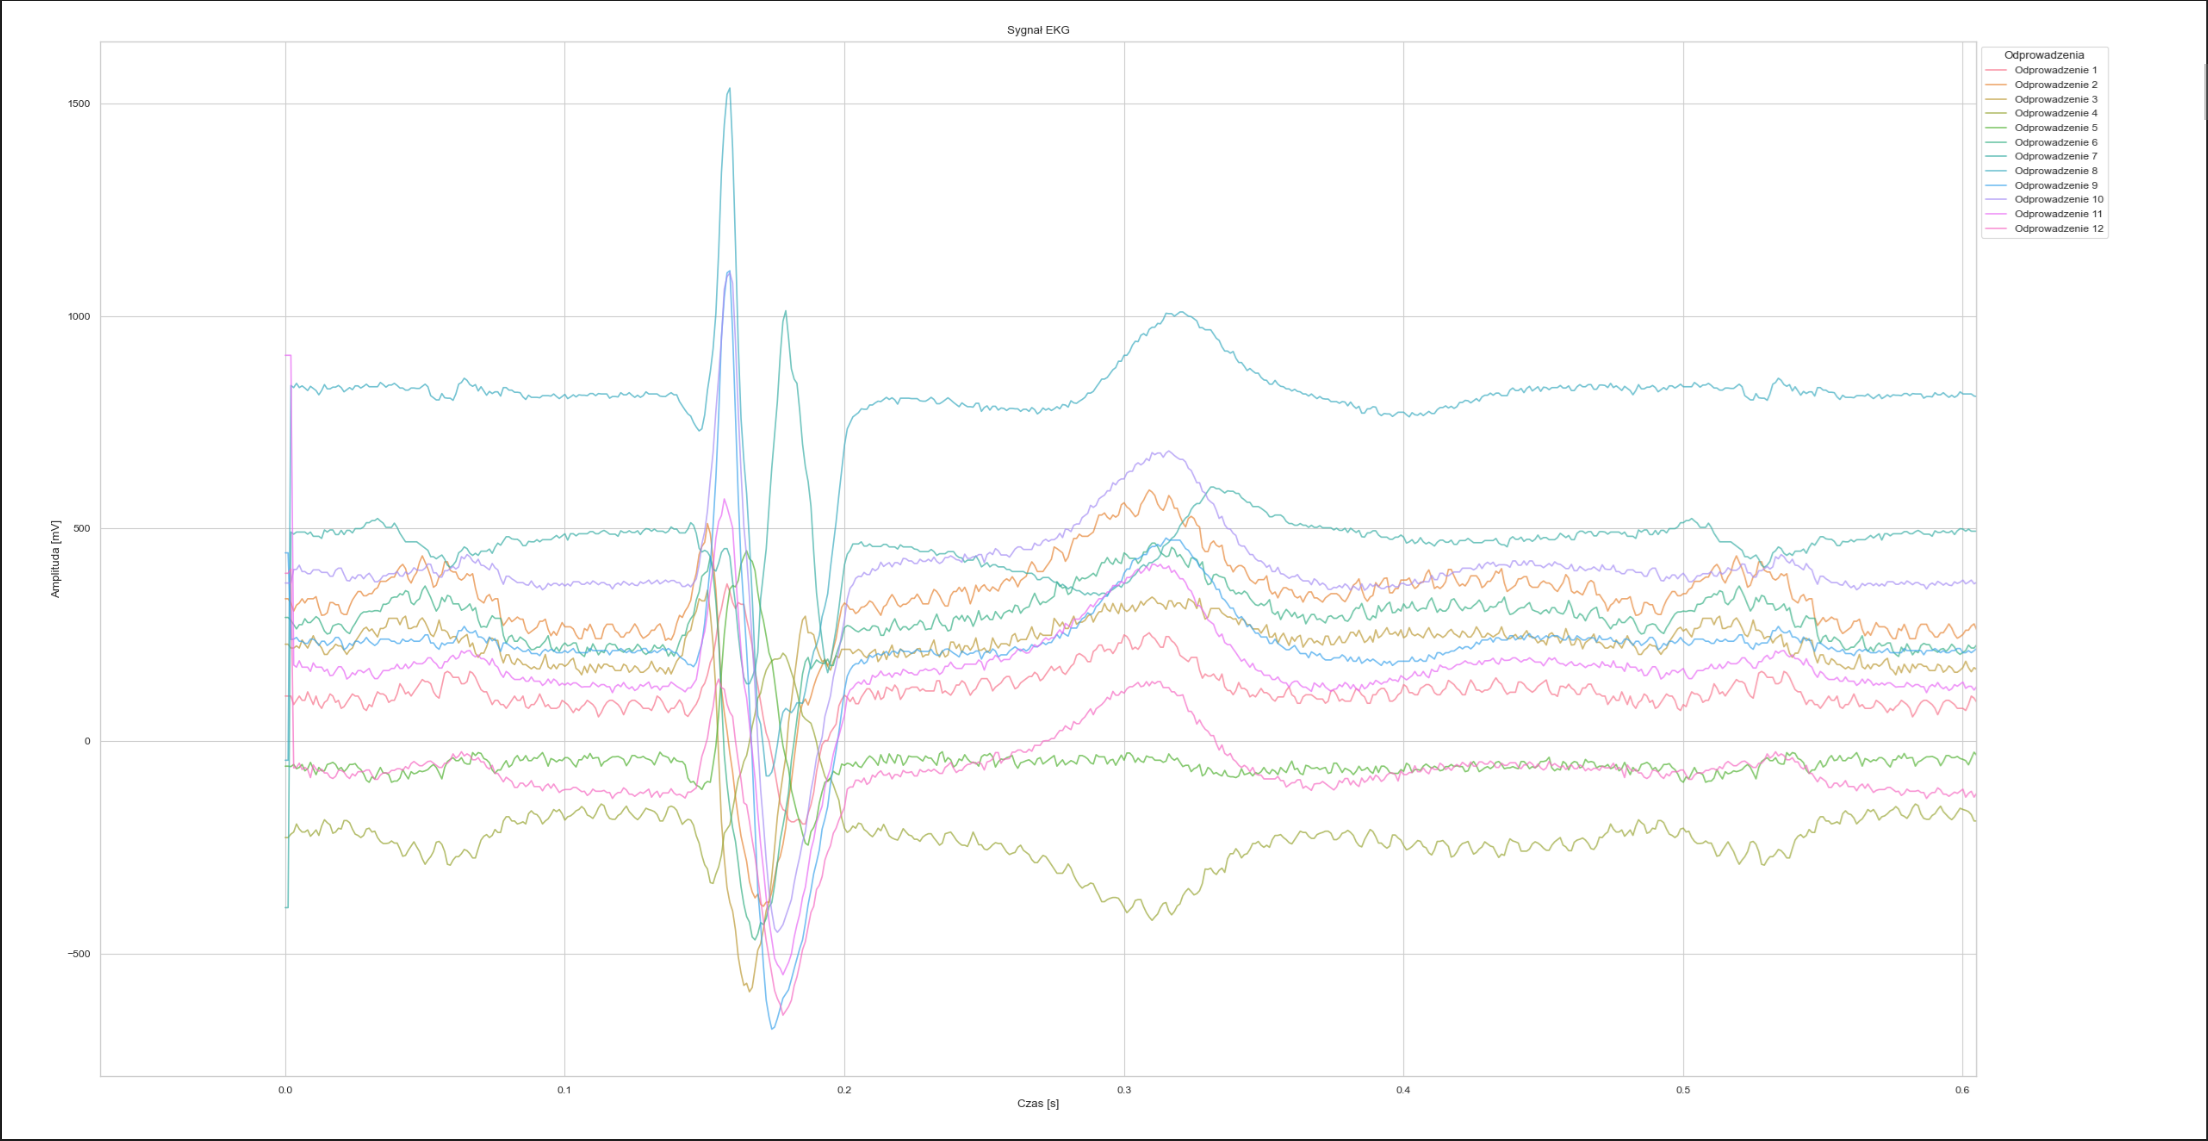 Sygnał EKG
Odprowadzenia
Odprowadzenie 1
Odprowadzenie 2
Odprowadzenie 3
Odprowadzenie 4
Odprowadzenie 5
Odprowadzenie 6
Odprowadzenie 7
Odprowadzenie 8
Odprowadzenie 9
Odprowadzenie 10
Odprowadzenie 11
Odprowadzenie 12
1500
1000
500
0
−500
Amplituda [mV]
0.0 0.1 0.2 0.3 0.4 0.5 0.6
Czas [s]